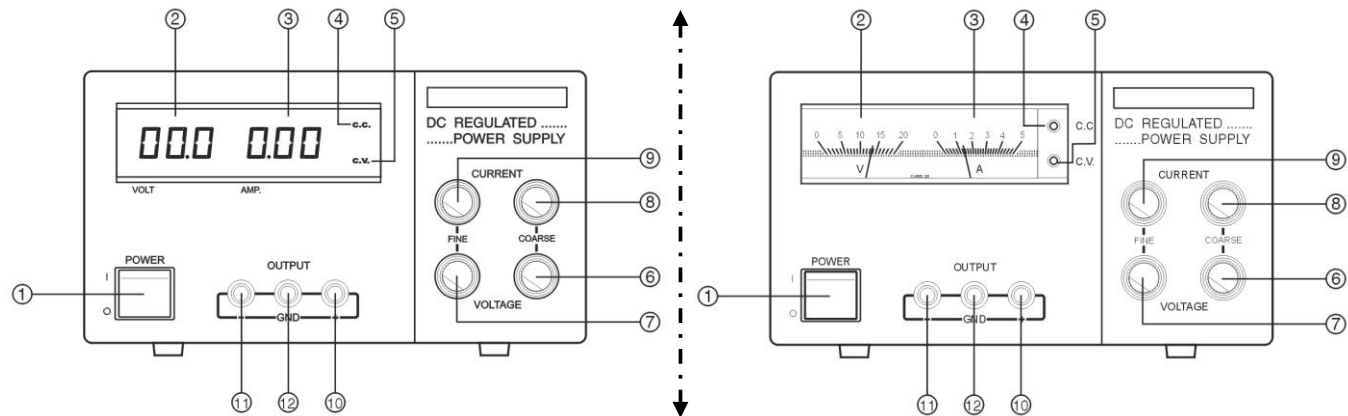 ② ③ ④ ⑤
00.0 0.00
c.c.
c.v.
VOLT AMP.
DC REGULATED .......
.......POWER SUPPLY
CURRENT
⑨
⑧
FINE COARSE
⑥
VOLTAGE
⑦
POWER
I
O
①
OUTPUT
GND
⑪ ⑫ ⑩
② ③ ④ ⑤
0 5 10 15 20
0 1 2 3 4 5
V A
C.C
C.V.
DC REGULATED .......
.......POWER SUPPLY
CURRENT
⑨
⑧
FINE COARSE
⑥
VOLTAGE
⑦
POWER
I
O
①
OUTPUT
GND
⑪ ⑫ ⑩